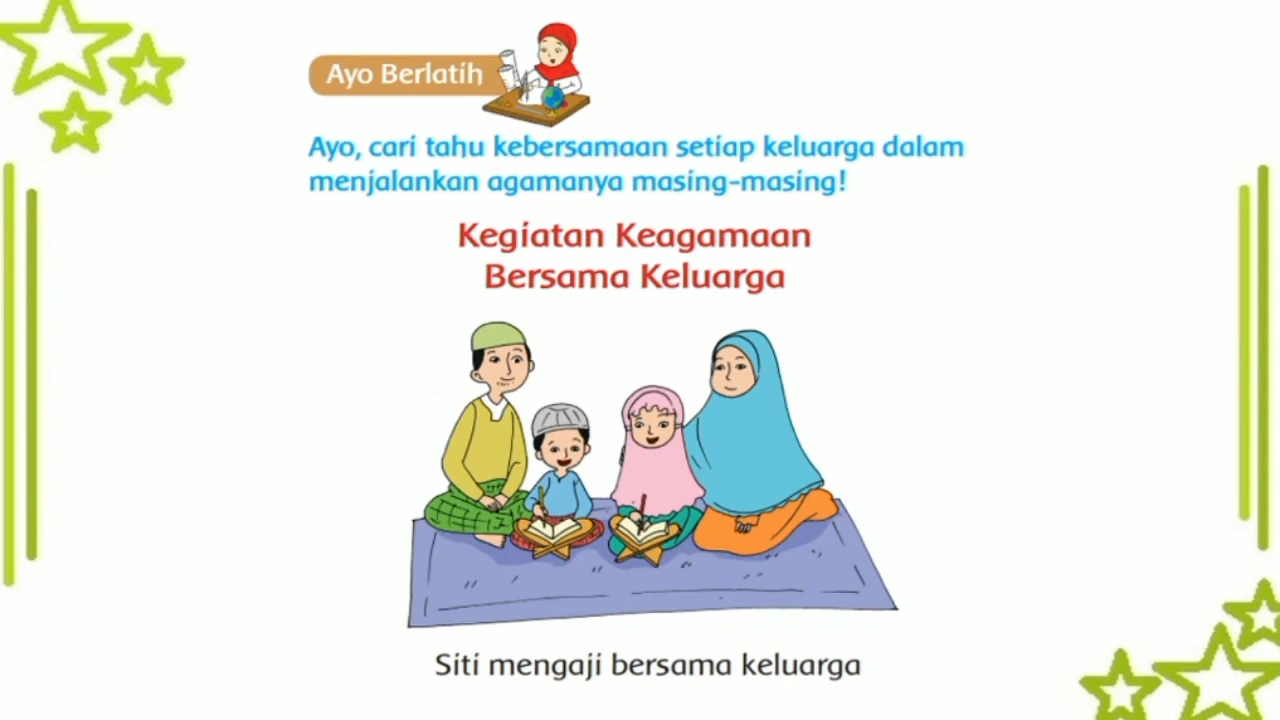 Ayo Berlatih
Ayo, cari tahu kebersamaan setiap keluarga dalam
menjalankan agamanya masing-masing!
Kegiatan Keagamaan
Bersama Keluarga
Siti mengaji bersama keluarga